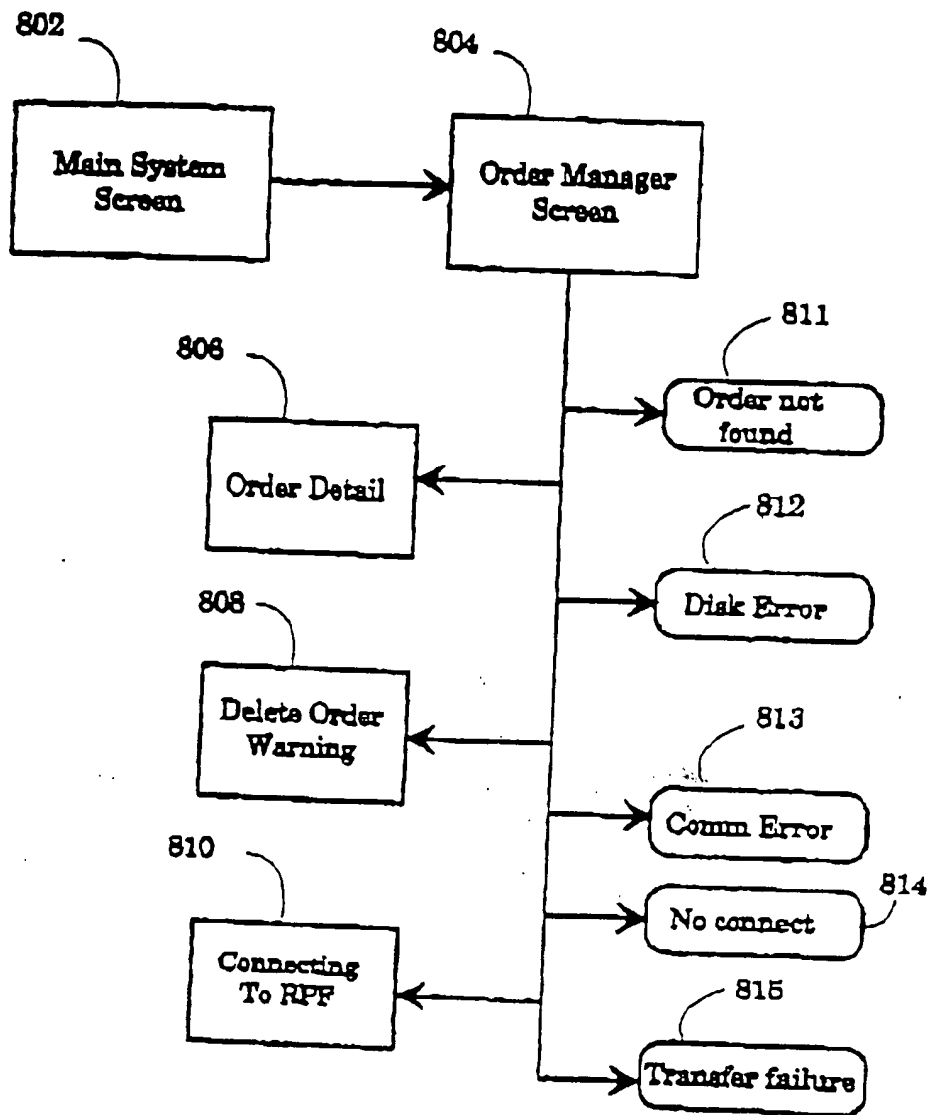 802
804
Main System
Screen
Order Manager
Screen
811
Order not
found
806
Order Detail
812
Disk Error
808
Delete Order
Warning
813
Comm Error
814
No connect
810
Connecting
To RPF
815
Transfer failure